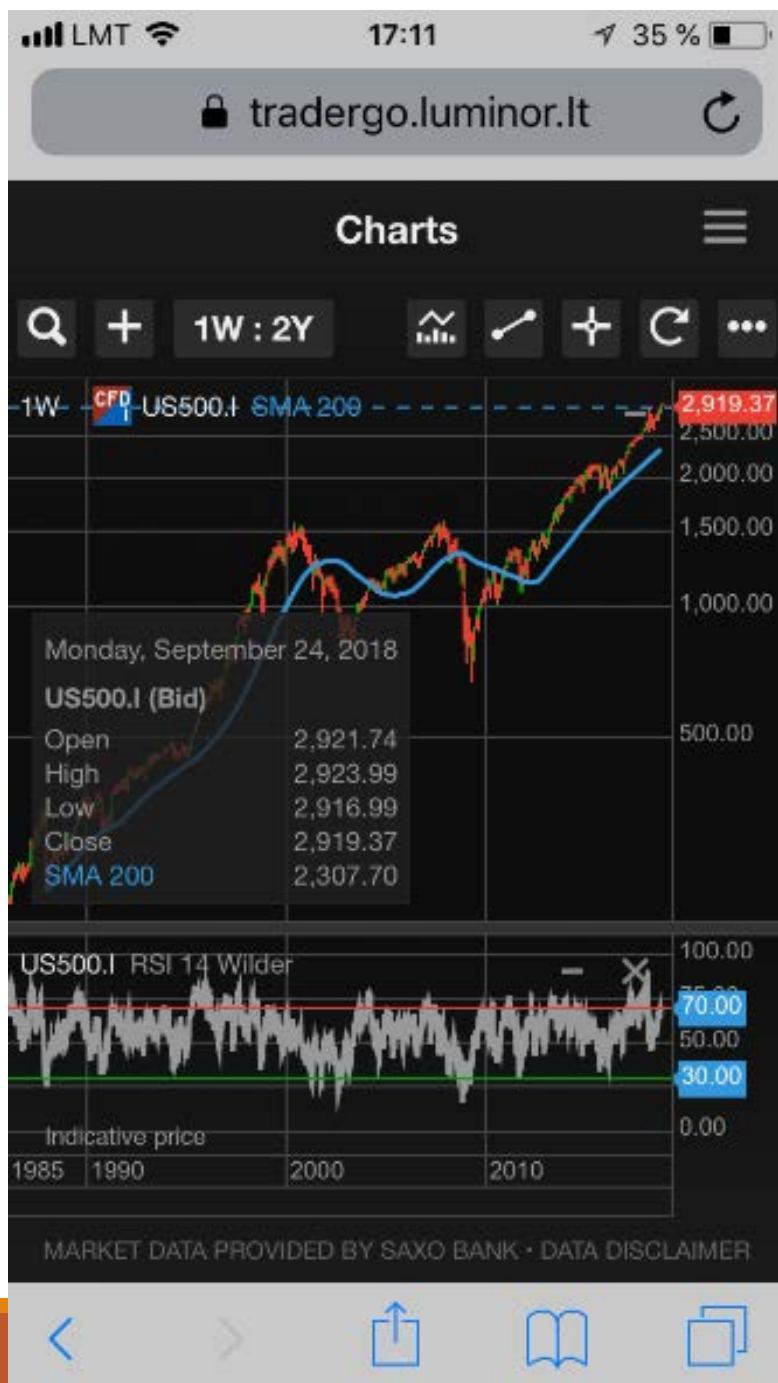 LMT 17:11 35 %
tradergo.luminor.lt
Charts
1W : 2Y
1W CFD I US500.I SMA 200 2,919.37
2,500.00
2,000.00
1,500.00
1,000.00
Monday, September 24, 2018
US500.I (Bid)
Open 2,921.74
500.00
High 2,923.99
Low 2,916.99
Close 2,919.37
SMA 200 2,307.70
US500.I RSI 14 Wilder 100.00
70.00
50.00
30.00
Indicative price 0.00
1985 1990 2000 2010
MARKET DATA PROVIDED BY SAXO BANK • DATA DISCLAIMER